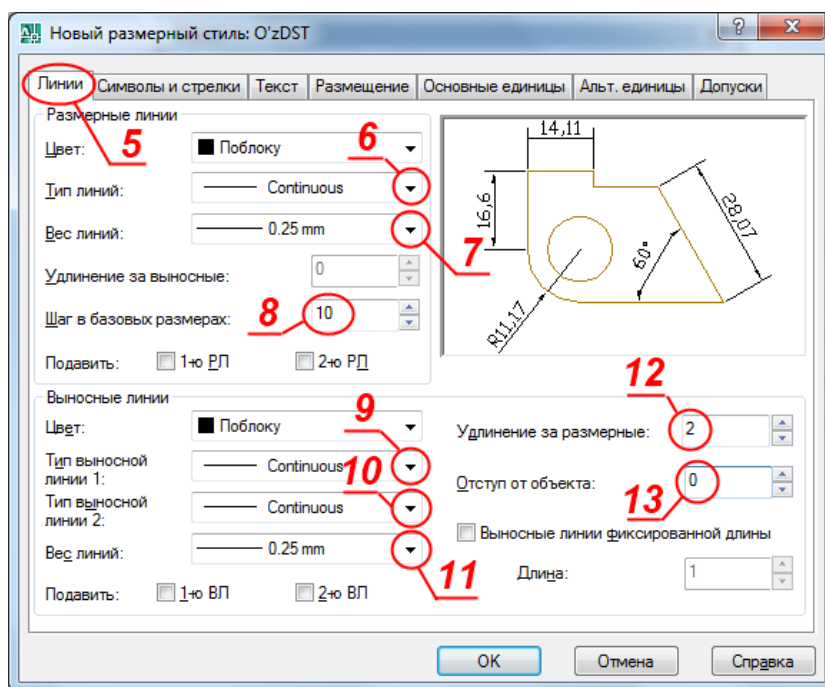 Новый размерный стиль: O'zDST
Линии Символы и стрелки Текст Размещение Основные единицы Альт. единицы Допуски
5
Размерные линии
Цвет: Поблоку
6
Тип линий: Continuous
Вес линий: 0.25 mm
7
Удлинение за выносные: 0
Шаг в базовых размерах: 10
8
Подавить: 1-ю РЛ 2-ю РЛ
14,11
16,6
28,07
60°
R11,17
Выносные линии
Цвет: Поблоку
9
Тип выносной линии 1: Continuous
10
Тип выносной линии 2: Continuous
Вес линий: 0.25 mm
11
Подавить: 1-ю ВЛ 2-ю ВЛ
12
Удлинение за размерные: 2
Отступ от объекта: 0
13
Выносные линии фиксированной длины
Длина: 1
OK Отмена Справка